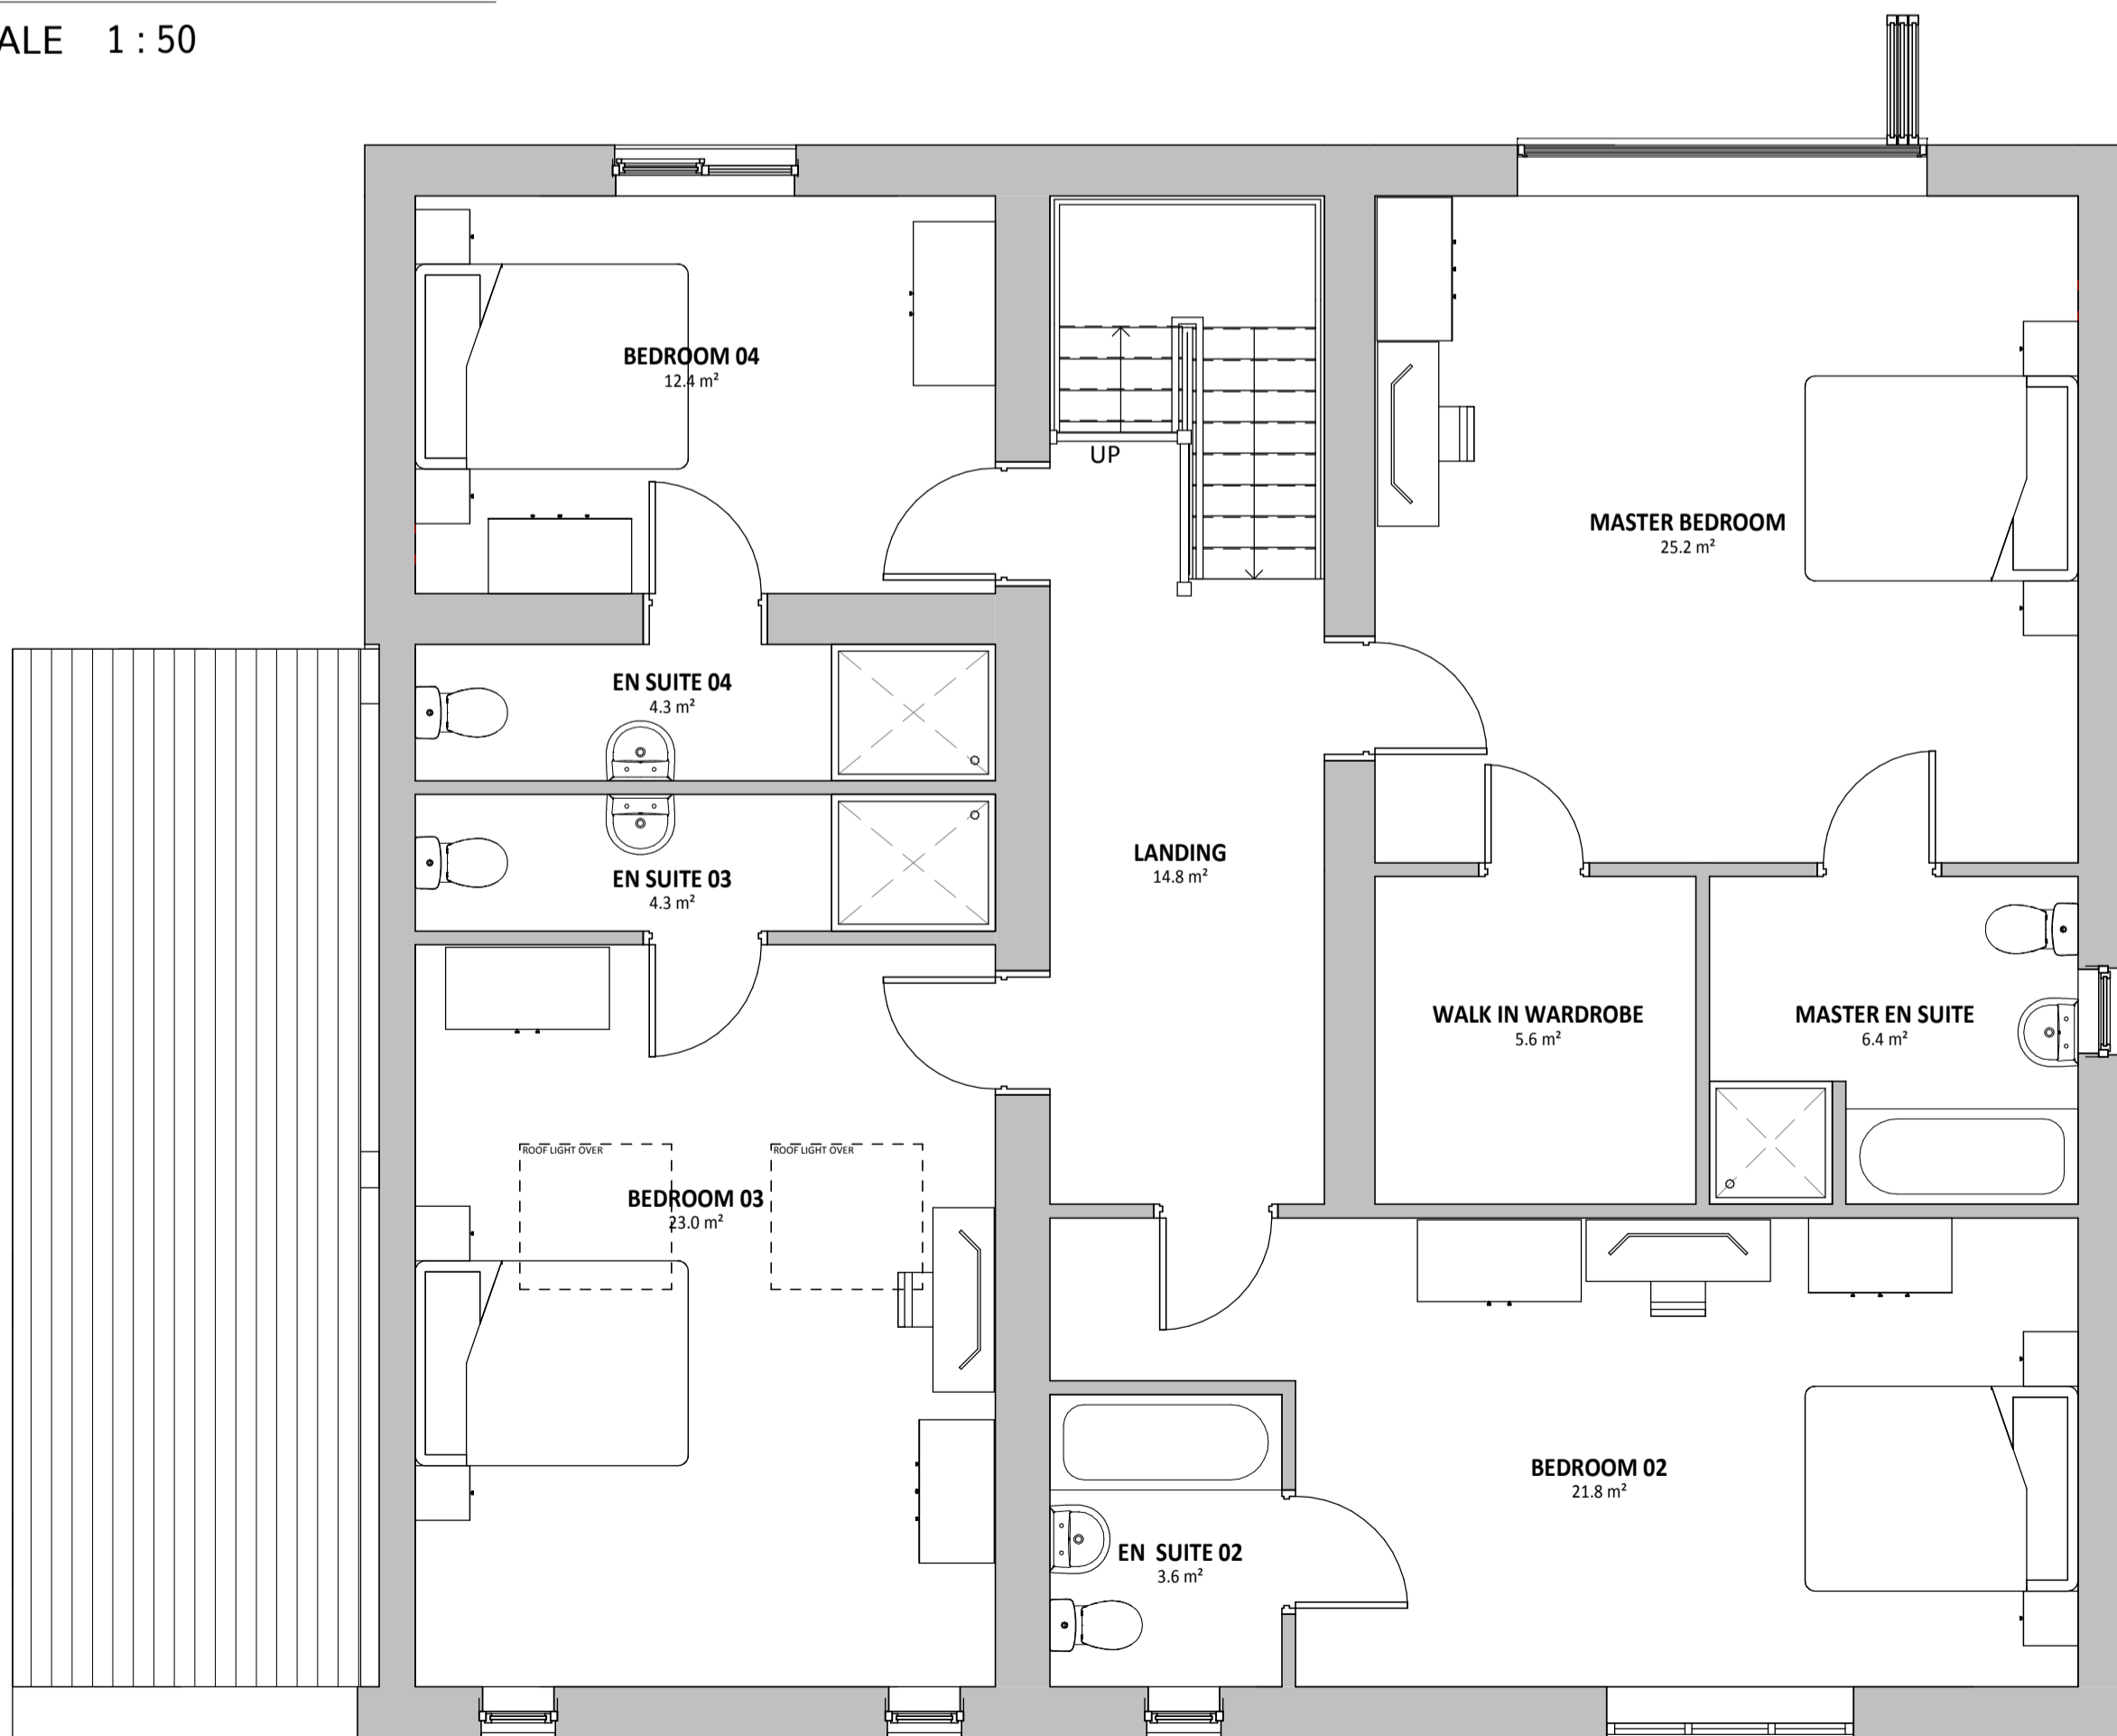 ALE 1 : 50
BEDROOM 04
12.4 m²
UP
MASTER BEDROOM
25.2 m²
EN SUITE 04
4.3 m²
EN SUITE 03
4.3 m²
LANDING
14.8 m²
WALK IN WARDROBE
5.6 m²
MASTER EN SUITE
6.4 m²
ROOF LIGHT OVER
ROOF LIGHT OVER
BEDROOM 03
23.0 m²
BEDROOM 02
21.8 m²
EN SUITE 02
3.6 m²